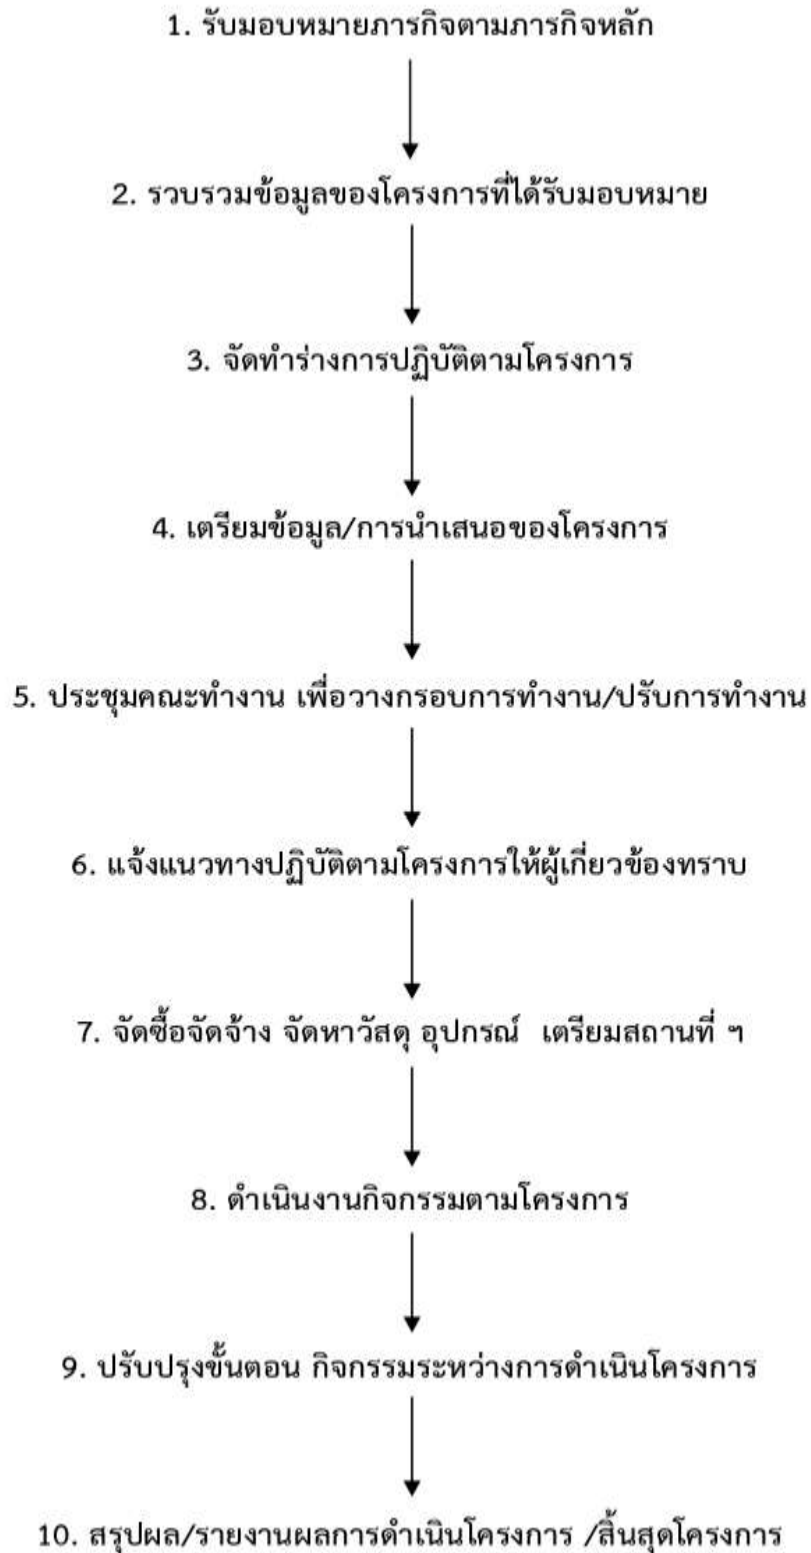 1. รับมอบหมายภารกิจตามภารกิจหลัก
2. รวบรวมข้อมูลของโครงการที่ได้รับมอบหมาย
3. จัดทำร่างการปฏิบัติตามโครงการ
4. เตรียมข้อมูล/การนำเสนอของโครงการ
5. ประชุมคณะทำงาน เพื่อวางกรอบการทำงาน/ปรับการทำงาน
6. แจ้งแนวทางปฏิบัติตามโครงการให้ผู้เกี่ยวข้องทราบ
7. จัดซื้อจัดจ้าง จัดหาวัสดุ อุปกรณ์ เตรียมสถานที่ ฯ
8. ดำเนินงานกิจกรรมตามโครงการ
9. ปรับปรุงขั้นตอน กิจกรรมระหว่างการดำเนินโครงการ
10. สรุปผล/รายงานผลการดำเนินโครงการ /สิ้นสุดโครงการ